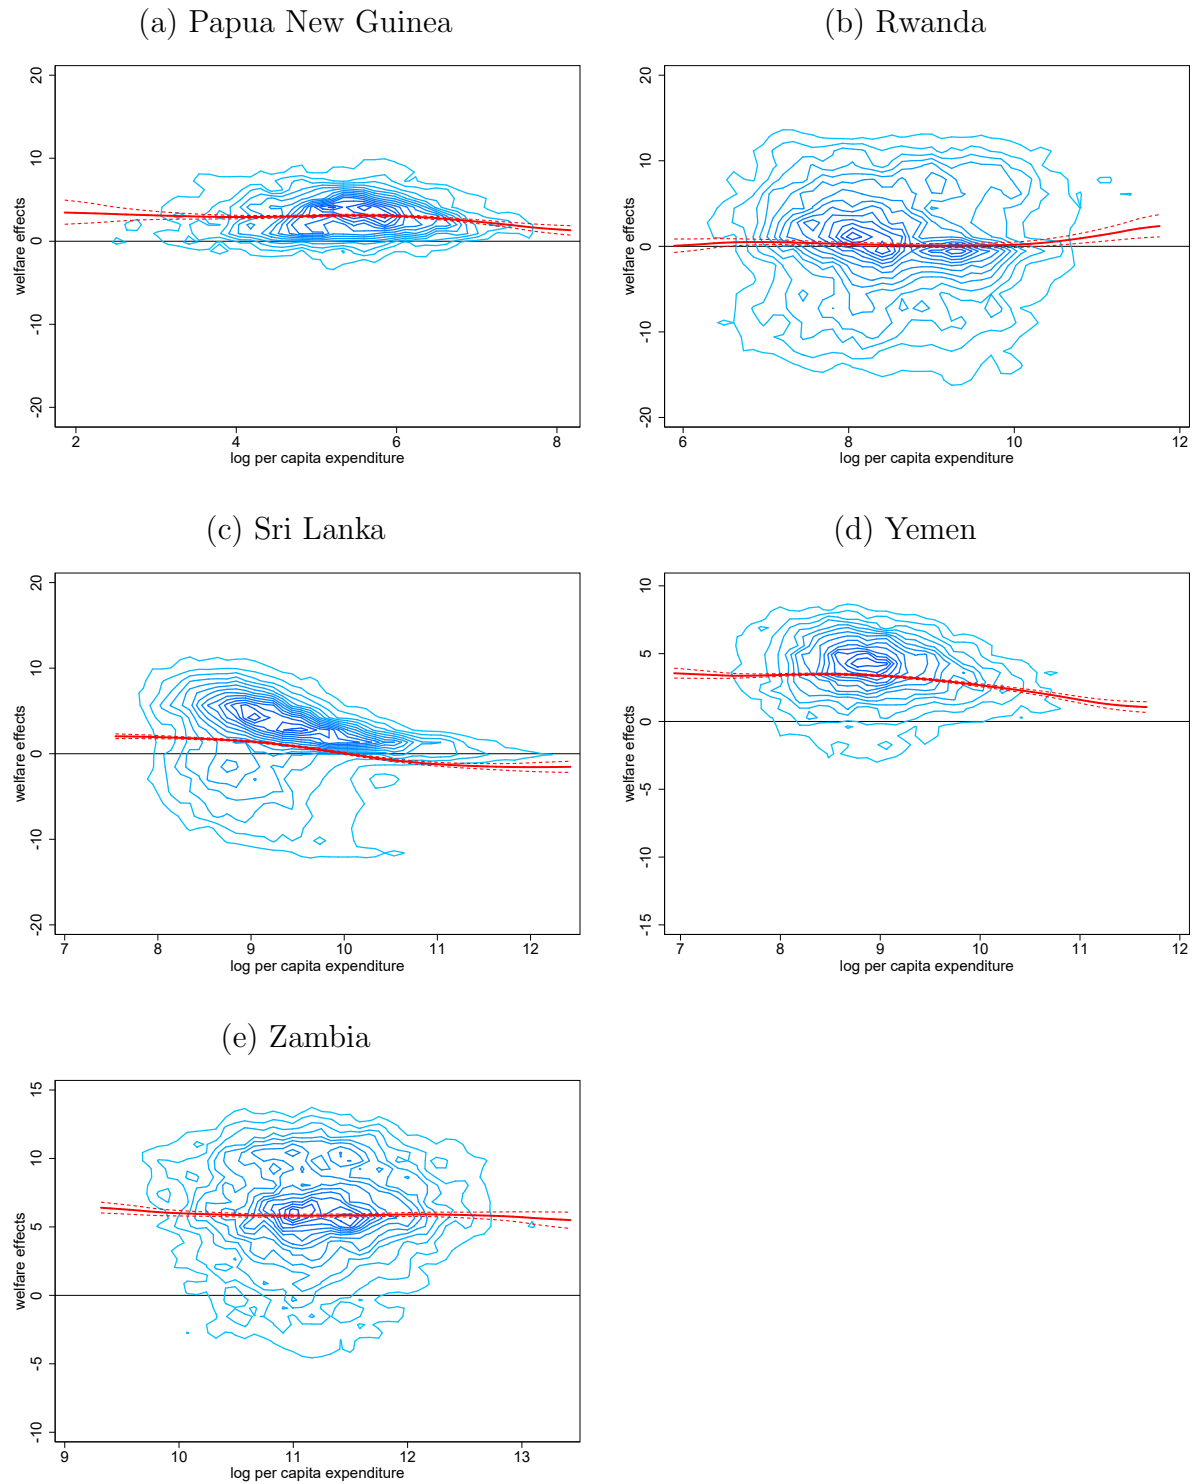 (a) Papua New Guinea
20
10
0
-10
-20
welfare effects
2 4 6 8
log per capita expenditure
(b) Rwanda
20
10
0
-10
-20
welfare effects
6 8 10 12
log per capita expenditure
(c) Sri Lanka
20
10
0
-10
-20
welfare effects
7 8 9 10 11 12
log per capita expenditure
(d) Yemen
10
5
0
-5
-10
-15
welfare effects
7 8 9 10 11 12
log per capita expenditure
(e) Zambia
15
10
5
0
-5
-10
welfare effects
9 10 11 12 13
log per capita expenditure